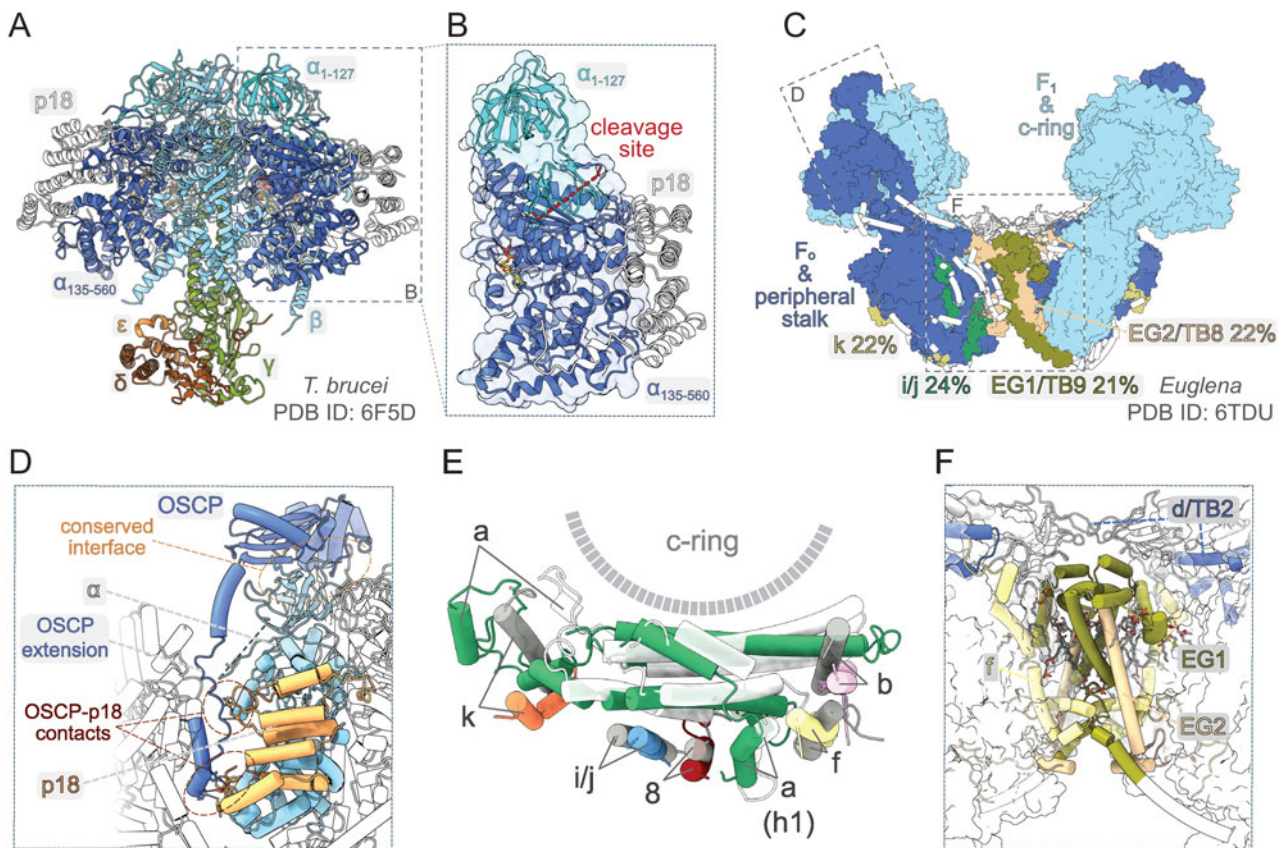 A
α1-127
p18
α135-560
B
β
ε
γ
δ
T. brucei
PDB ID: 6F5D
B
α1-127
cleavage
site
p18
α135-560
C
D
F1
&
c-ring
F
Fo
&
peripheral
stalk
k 22%
EG2/TB8 22%
i/j 24%
EG1/TB9 21%
Euglena
PDB ID: 6TDU
D
OSCP
conserved
interface
α
OSCP
extension
OSCP-p18
contacts
p18
E
a
c-ring
b
k
f
i/j
8
a
(h1)
F
d/TB2
EG1
f
EG2